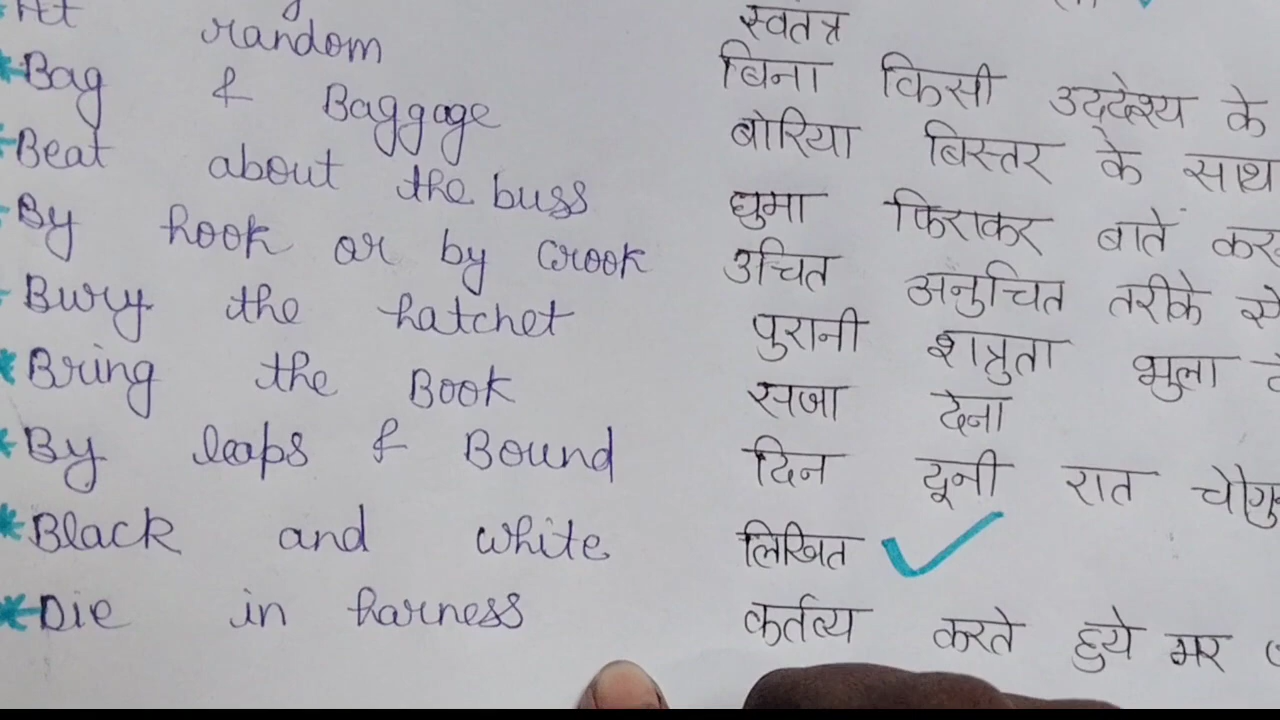 At random स्वतंत्र
*Bag & Baggage बिना किसी उद्देश्य के
Beat about the buss बोरिया बिस्तर के साथ
By hook or by crook घुमा फिराकर बातें
Bury the hatchet उचित अनुचित तरीके से
*Bring the Book पुरानी शत्रुता भुला
*By leaps & Bound सजा देना
*Black and white दिन दूनी रात
*Die in harness लिखित
कर्तव्य करते हुये मर